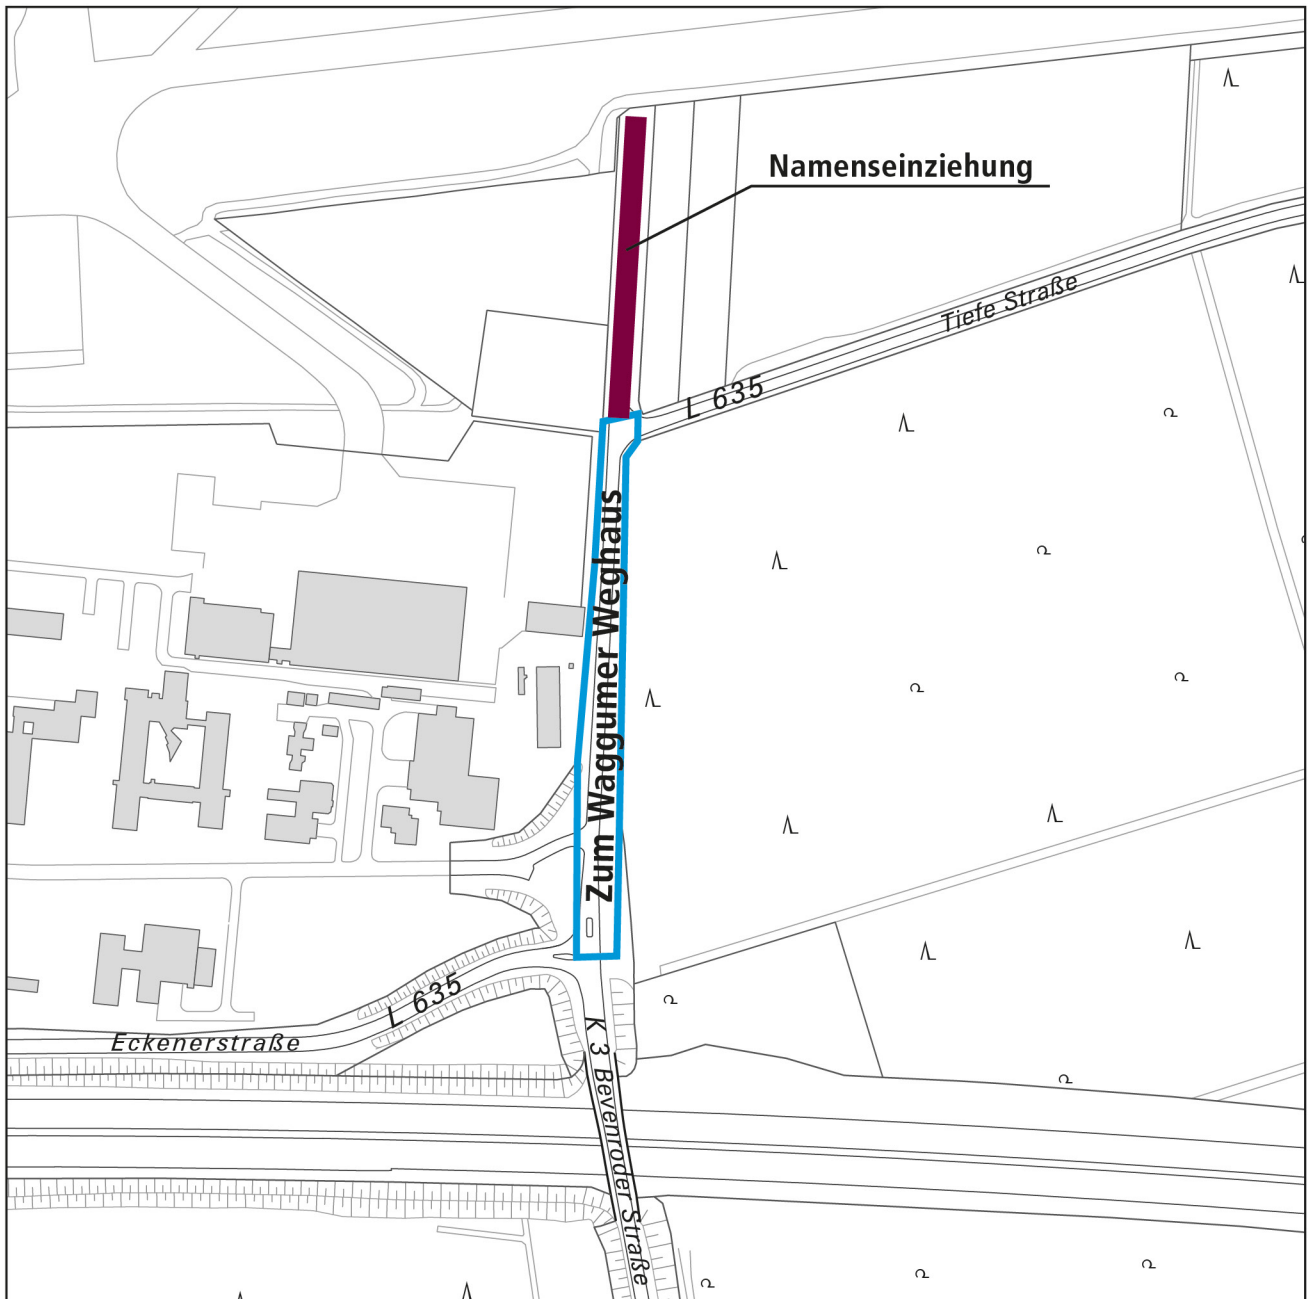 Namenseinziehung
Tiefe Straße
L 635
Zum Waggumer Weghaus
L 635
Eckenerstraße
K 3 Bevenroder Straße